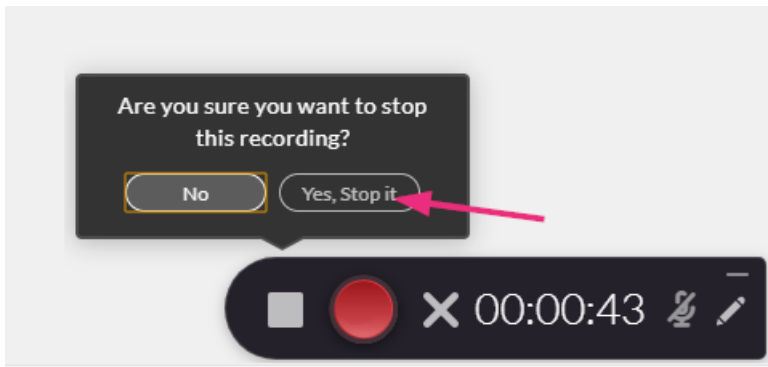 Are you sure you want to stop
this recording?
No
Yes, Stop it
00:00:43